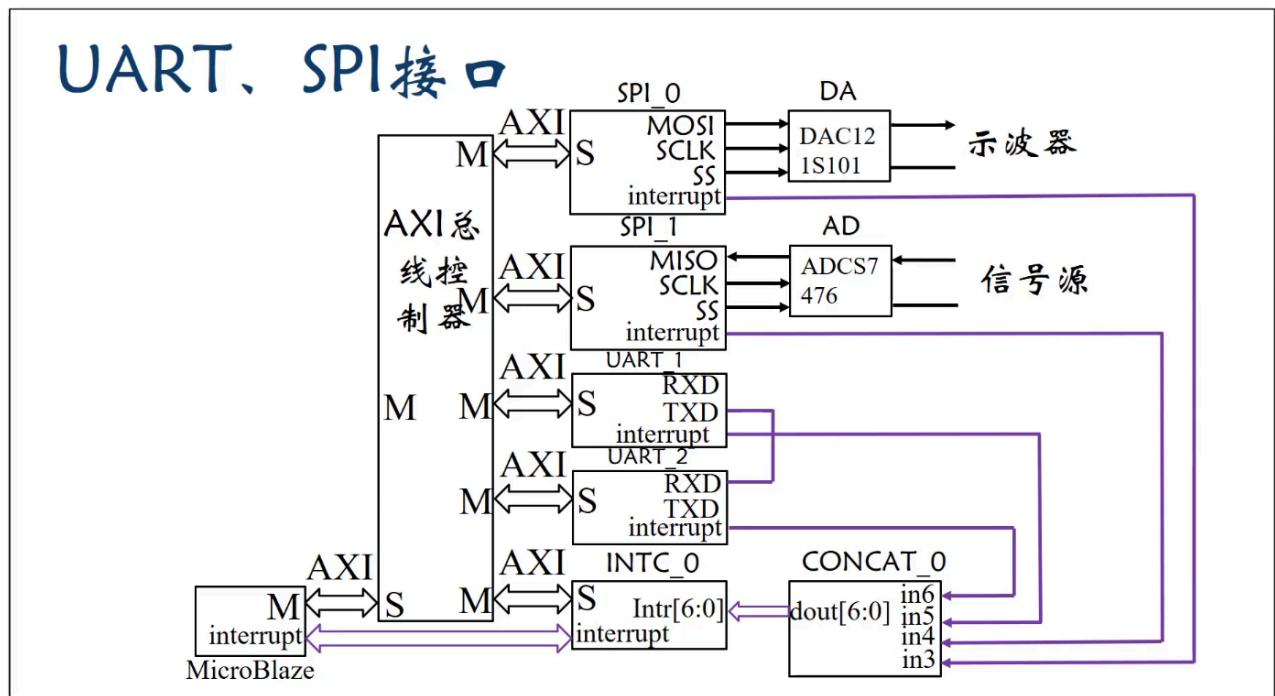 UART、SPI接口
SPI_0
DA
AXI
M
S
MOSI
SCLK
SS
interrupt
DAC12
1S101
示波器
AXI总
线控
制器
SPI_1
AD
AXI
M
S
MISO
SCLK
SS
interrupt
ADCS7
476
信号源
UART_1
AXI
M
M
S
RXD
TXD
interrupt
UART_2
AXI
M
S
RXD
TXD
interrupt
INTC_0
CONCAT_0
AXI
AXI
M
S
M
S
Intr[6:0]
interrupt
dout[6:0]
in6
in5
in4
in3
interrupt
MicroBlaze